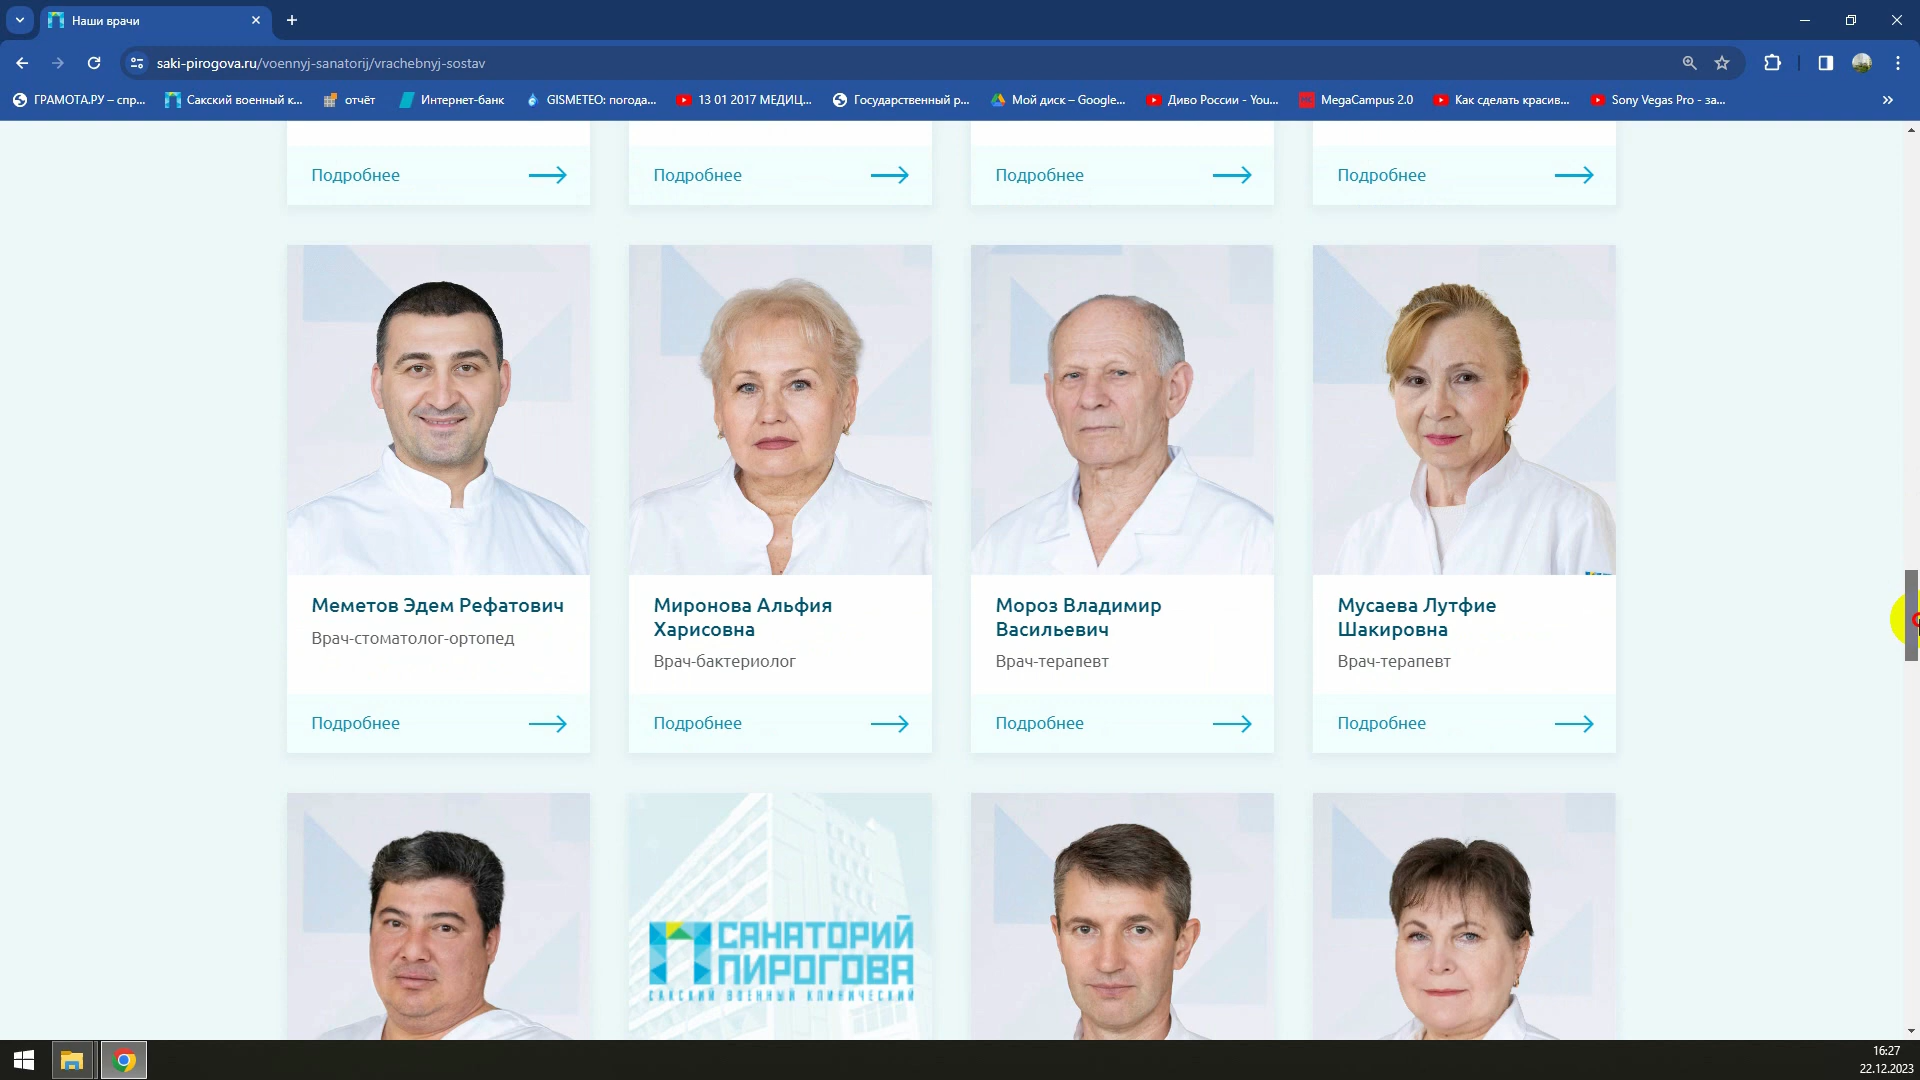 Наши врачи
saki-pirogova.ru/voennyj-sanatorij/vrachebnyj-sostav
ГРАМОТА.РУ – спр... Сакский военный к... отчёт Интернет-банк GISMETEO: погода... 13 01 2017 МЕДИЦ... Государственный р... Мой диск – Google... Диво России - You... MegaCampus 2.0 Как сделать красив... Sony Vegas Pro - за...
Подробнее Подробнее Подробнее Подробнее
Меметов Эдем Рефатович
Врач-стоматолог-ортопед
Миронова Альфия
Харисовна
Врач-бактериолог
Мороз Владимир
Васильевич
Врач-терапевт
Мусаева Лутфие
Шакировна
Врач-терапевт
Подробнее Подробнее Подробнее Подробнее
САНАТОРИЙ
ПИРОГОВА
САКСКИЙ ВОЕННЫЙ КЛИНИЧЕСКИЙ
16:27
22.12.2023